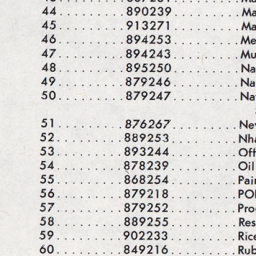 44 . . . . . . . . . 890239 . . . . . . . . . Ma
45 . . . . . . . . . 913271 . . . . . . . . . Ma
46 . . . . . . . . . 894253 . . . . . . . . . Me
47 . . . . . . . . . 894243 . . . . . . . . . Mu
48 . . . . . . . . . 895250 . . . . . . . . . Na
49 . . . . . . . . . 879246 . . . . . . . . . Na
50 . . . . . . . . . 879247 . . . . . . . . . Na
51 . . . . . . . . . 876267 . . . . . . . . . Ne
52 . . . . . . . . . 889253 . . . . . . . . . Nha
53 . . . . . . . . . 893244 . . . . . . . . . Off
54 . . . . . . . . . 878239 . . . . . . . . . Oil
55 . . . . . . . . . 868254 . . . . . . . . . Pai
56 . . . . . . . . . 879218 . . . . . . . . . PO
57 . . . . . . . . . 879252 . . . . . . . . . Pro
58 . . . . . . . . . 889255 . . . . . . . . . Res
59 . . . . . . . . . 902233 . . . . . . . . . Rice
60 . . . . . . . . . 849216 . . . . . . . . . Rub